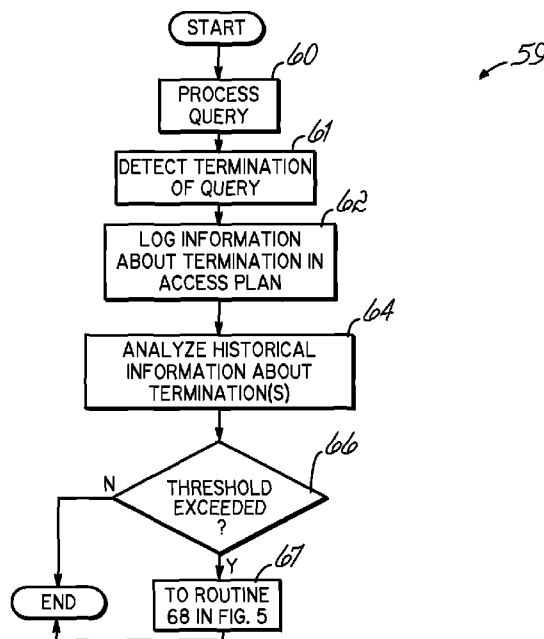 START
60
59
PROCESS
QUERY
61
DETECT TERMINATION
OF QUERY
62
LOG INFORMATION
ABOUT TERMINATION IN
ACCESS PLAN
64
ANALYZE HISTORICAL
INFORMATION ABOUT
TERMINATION(S)
66
N
THRESHOLD
EXCEEDED
?
Y
67
END
TO ROUTINE
68 IN FIG. 5